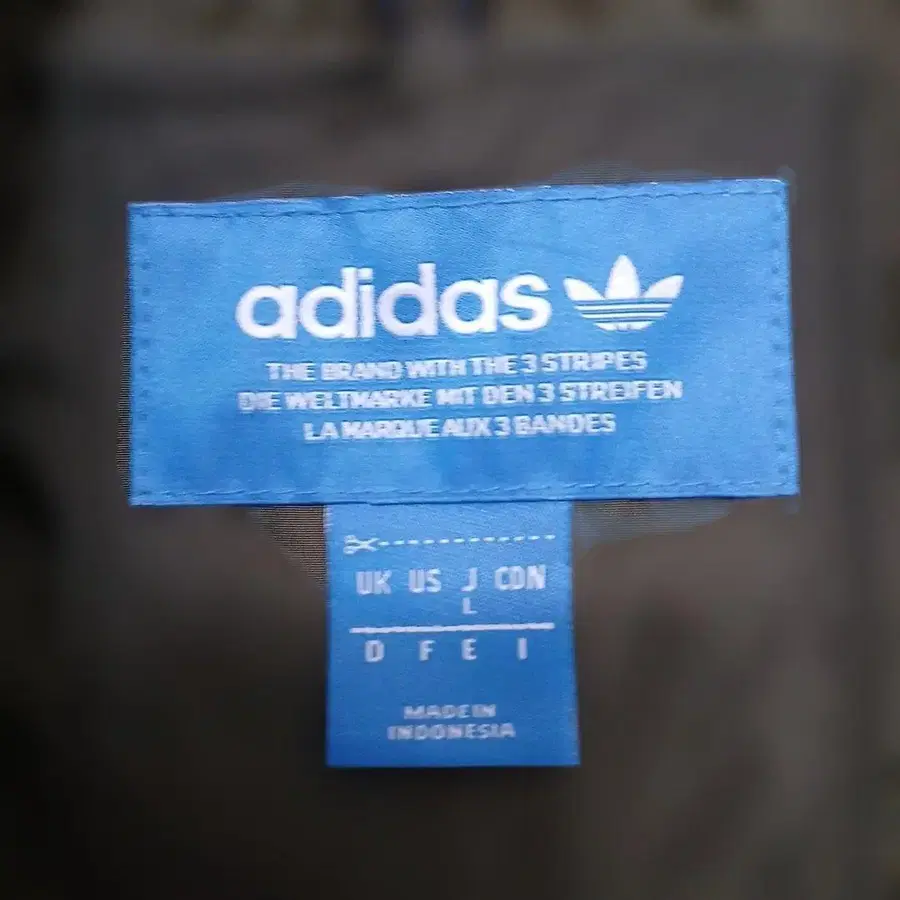 adidas
THE BRAND WITH THE 3 STRIPES
DIE WELTMARKE MIT DEN 3 STREIFEN
LA MARQUE AUX 3 BANDES
UK US J CDN
L
D F E I
MADE IN
INDONESIA